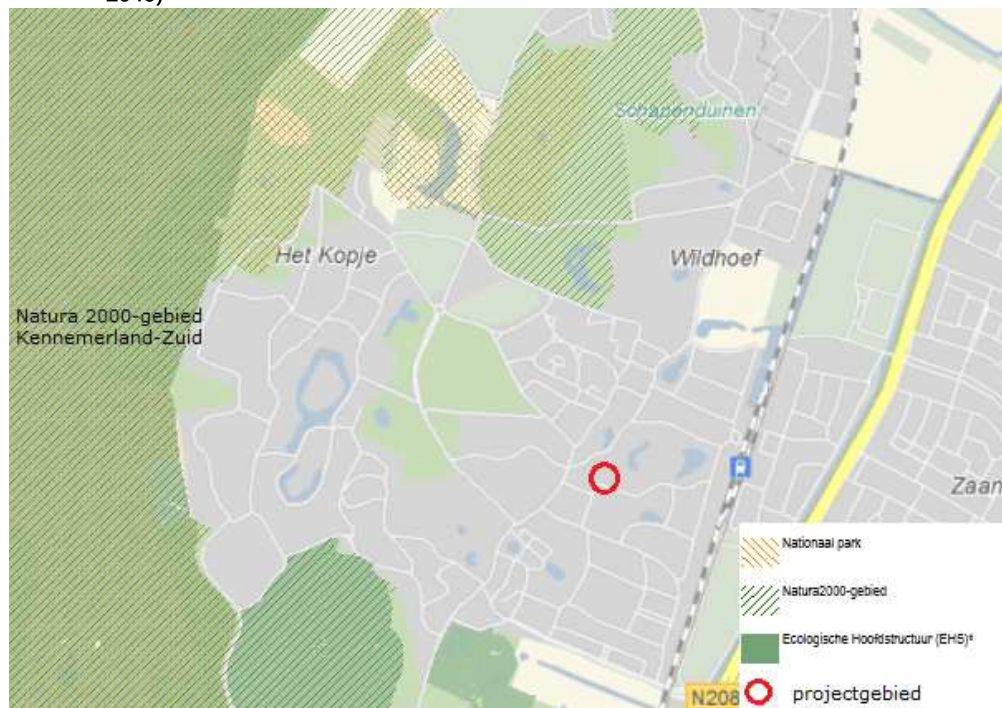 2013)
Schapenduinen
Het Kopje
Wildhoef
Natura 2000-gebied
Kennemerland-Zuid
Zaan
Nationaal park
Natura2000-gebied
Ecologische Hoofdstructuur (EHS)*
N208
projectgebied